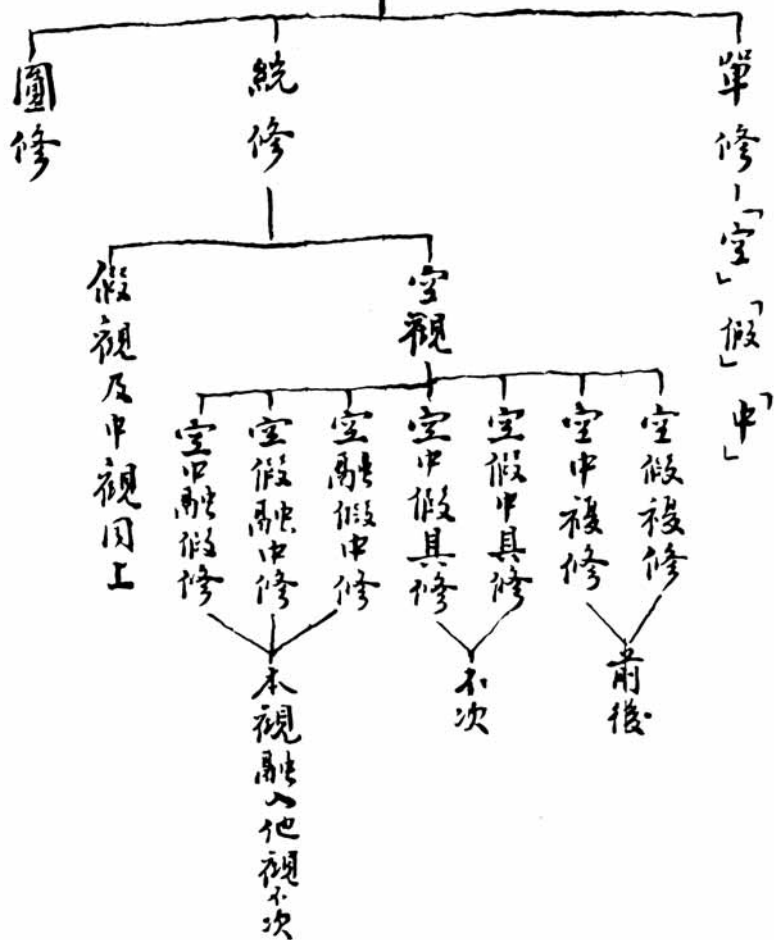 單修-「空」「假」「中」
統修
圓修
空觀
假觀及中觀同上
空假複修
空中複修
空假中具修
空中假具修
空融假中修
空假融中修
空中融假修
前後
不次
本觀融入他觀不次